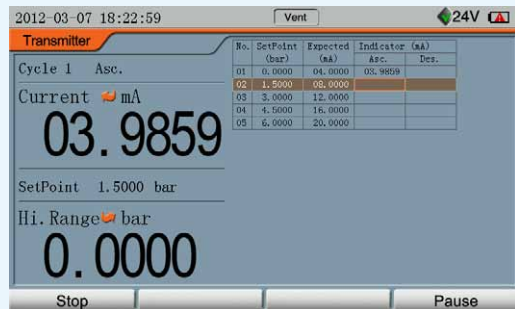 2012-03-07 18:22:59 Vent 24V
Transmitter
Cycle 1 Asc.
Current mA
03.9859
SetPoint 1.5000 bar
Hi.Range bar
0.0000
No. SetPoint (bar) Expected (mA) Indicator (mA) Asc. Des.
01 0.0000 04.0000 03.9859
02 1.5000 08.0000
03 3.0000 12.0000
04 4.5000 16.0000
05 6.0000 20.0000
Stop Pause